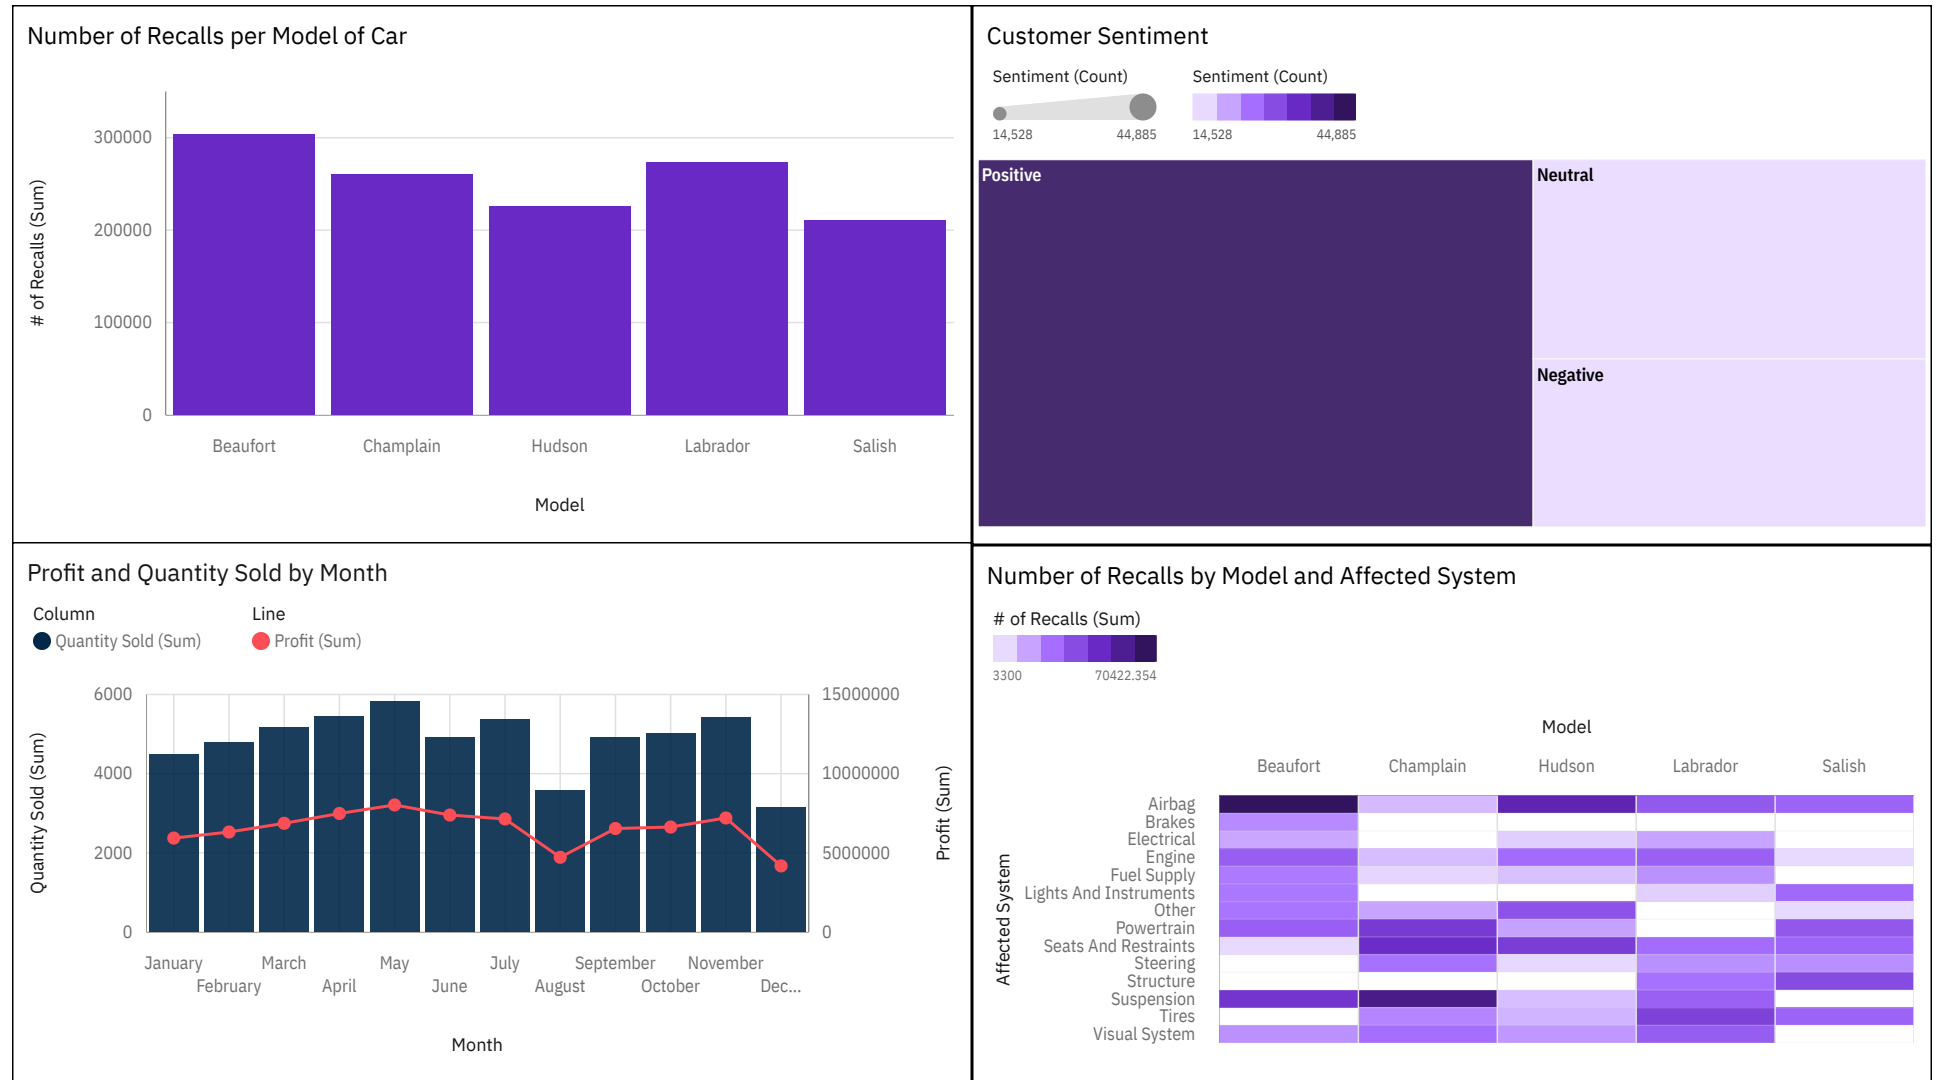 Number of Recalls per Model of Car
# of Recalls (Sum)
300000
200000
100000
0
Beaufort Champlain Hudson Labrador Salish
Model
Customer Sentiment
Sentiment (Count) Sentiment (Count)
14,528 44,885 14,528 44,885
Positive
Neutral
Negative
Profit and Quantity Sold by Month
Column Line
Quantity Sold (Sum) Profit (Sum)
Quantity Sold (Sum)
6000
4000
2000
0
15000000
10000000
5000000
0
Profit (Sum)
January March May July September November
February April June August October Dec...
Month
Number of Recalls by Model and Affected System
# of Recalls (Sum)
3300 70422.354
Model
Beaufort Champlain Hudson Labrador Salish
Affected System
Airbag
Brakes
Electrical
Engine
Fuel Supply
Lights And Instruments
Other
Powertrain
Seats And Restraints
Steering
Structure
Suspension
Tires
Visual System